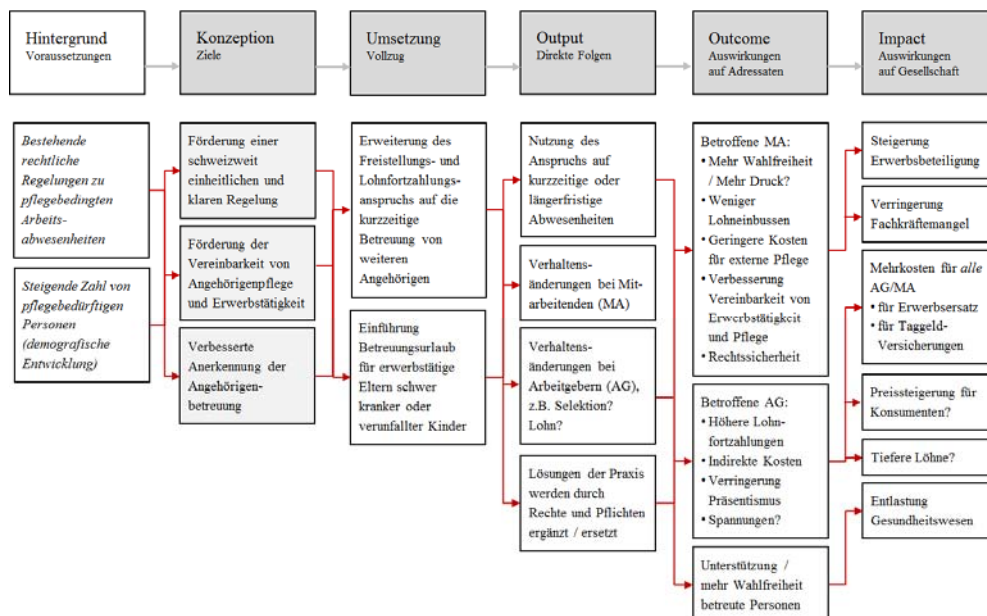 Hintergrund
Voraussetzungen
Konzeption
Ziele
Umsetzung
Vollzug
Output
Direkte Folgen
Outcome
Auswirkungen
auf Adressaten
Impact
Auswirkungen
auf Gesellschaft
Bestehende
rechtliche
Regelungen zu
pflegebedingten
Arbeits-
abwesenheiten
Steigende Zahl von
pflegebedürftigen
Personen
(demografische
Entwicklung)
Förderung einer
schweizweit
einheitlichen und
klaren Regelung
Förderung der
Vereinbarkeit von
Angehörigenpflege
und Erwerbstätigkeit
Verbesserte
Anerkennung der
Angehörigen-
betreuung
Erweiterung des
Freistellungs- und
Lohnfortzahlungs-
anspruchs auf die
kurzzeitige
Betreuung von
weiteren
Angehörigen
Einführung
Betreuungsurlaub
für erwerbstätige
Eltern schwer
kranker oder
verunfallter Kinder
Nutzung des
Anspruchs auf
kurzzeitige oder
längerfristige
Abwesenheiten
Verhaltens-
änderungen bei Mit-
arbeitenden (MA)
Verhaltens-
änderungen bei
Arbeitgebern (AG),
z.B. Selektion?
Lohn?
Lösungen der Praxis
werden durch
Rechte und Pflichten
ergänzt / ersetzt
Betroffene MA:
• Mehr Wahlfreiheit
/ Mehr Druck?
• Weniger
Lohneinbussen
• Geringere Kosten
für externe Pflege
• Verbesserung
Vereinbarkeit von
Erwerbstätigkeit
und Pflege
• Rechtssicherheit
Betroffene AG:
• Höhere Lohn-
fortzahlungen
• Indirekte Kosten
• Verringerung
Präsentismus
• Spannungen?
Unterstützung /
mehr Wahlfreiheit
betreute Personen
Steigerung
Erwerbsbeteiligung
Verringerung
Fachkräftemangel
Mehrkosten für alle
AG/MA
• für Erwerbsersatz
• für Taggeld-
Versicherungen
Preissteigerung für
Konsumenten?
Tiefere Löhne?
Entlastung
Gesundheitswesen